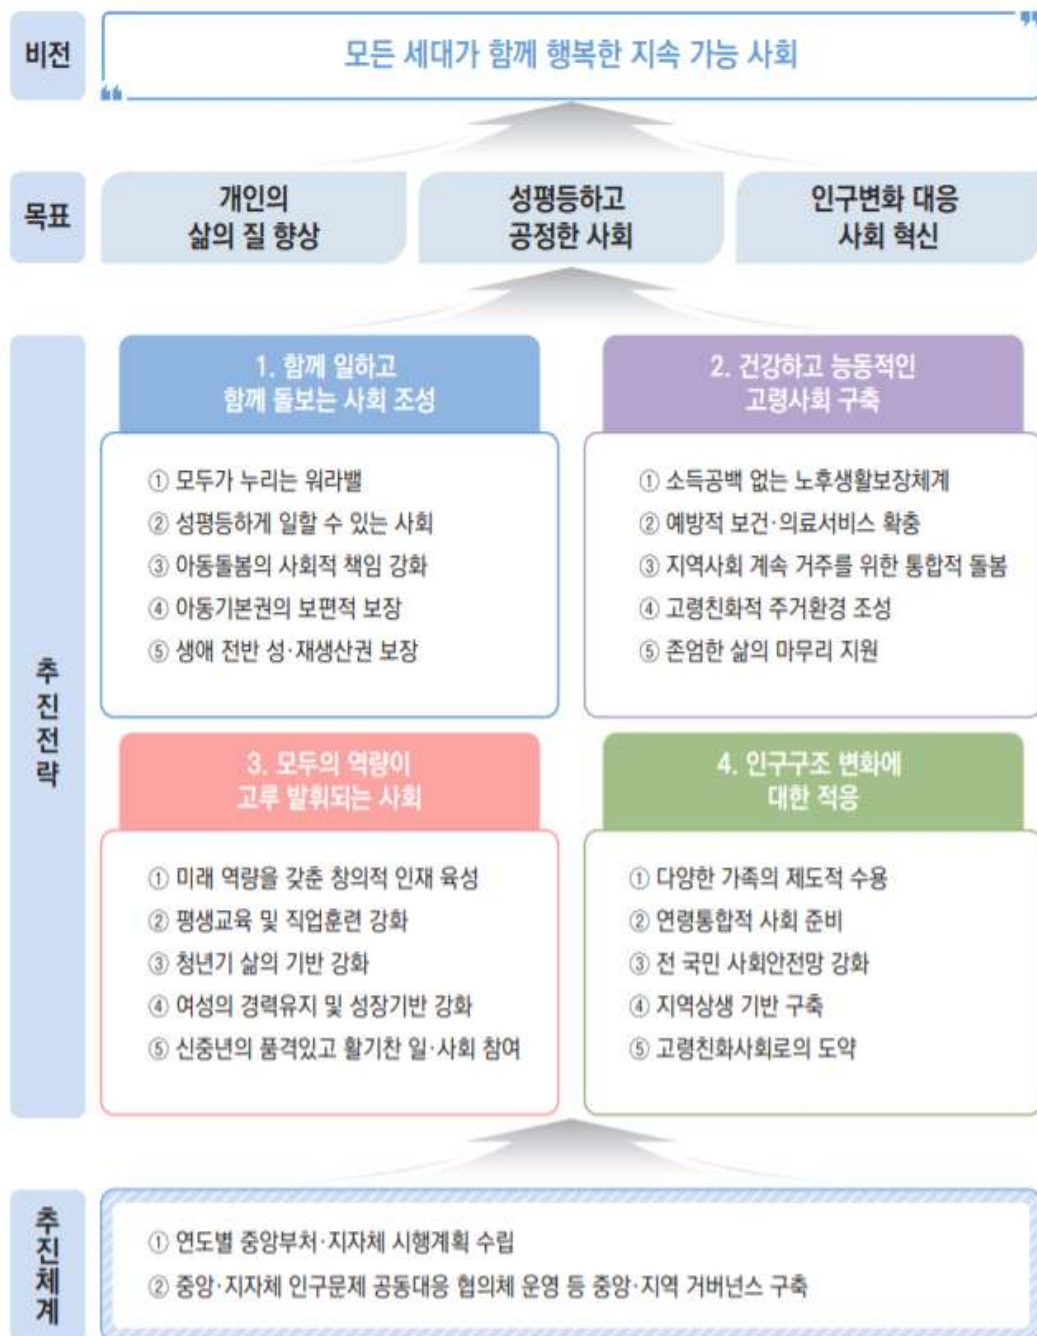 비전
모든 세대가 함께 행복한 지속 가능 사회
목표
개인의
삶의 질 향상
성평등하고
공정한 사회
인구변화 대응
사회 혁신
추진전략
1. 함께 일하고
함께 돌보는 사회 조성
① 모두가 누리는 워라밸
② 성평등하게 일할 수 있는 사회
③ 아동돌봄의 사회적 책임 강화
④ 아동기본권의 보편적 보장
⑤ 생애 전반 성·재생산권 보장
2. 건강하고 능동적인
고령사회 구축
① 소득공백 없는 노후생활보장체계
② 예방적 보건·의료서비스 확충
③ 지역사회 계속 거주를 위한 통합적 돌봄
④ 고령친화적 주거환경 조성
⑤ 존엄한 삶의 마무리 지원
3. 모두의 역량이
고루 발휘되는 사회
① 미래 역량을 갖춘 창의적 인재 육성
② 평생교육 및 직업훈련 강화
③ 청년기 삶의 기반 강화
④ 여성의 경력유지 및 성장기반 강화
⑤ 신중년의 품격있고 활기찬 일·사회 참여
4. 인구구조 변화에
대한 적응
① 다양한 가족의 제도적 수용
② 연령통합적 사회 준비
③ 전 국민 사회안전망 강화
④ 지역상생 기반 구축
⑤ 고령친화사회로의 도약
추진체계
① 연도별 중앙부처·지자체 시행계획 수립
② 중앙·지자체 인구문제 공동대응 협의체 운영 등 중앙·지역 거버넌스 구축